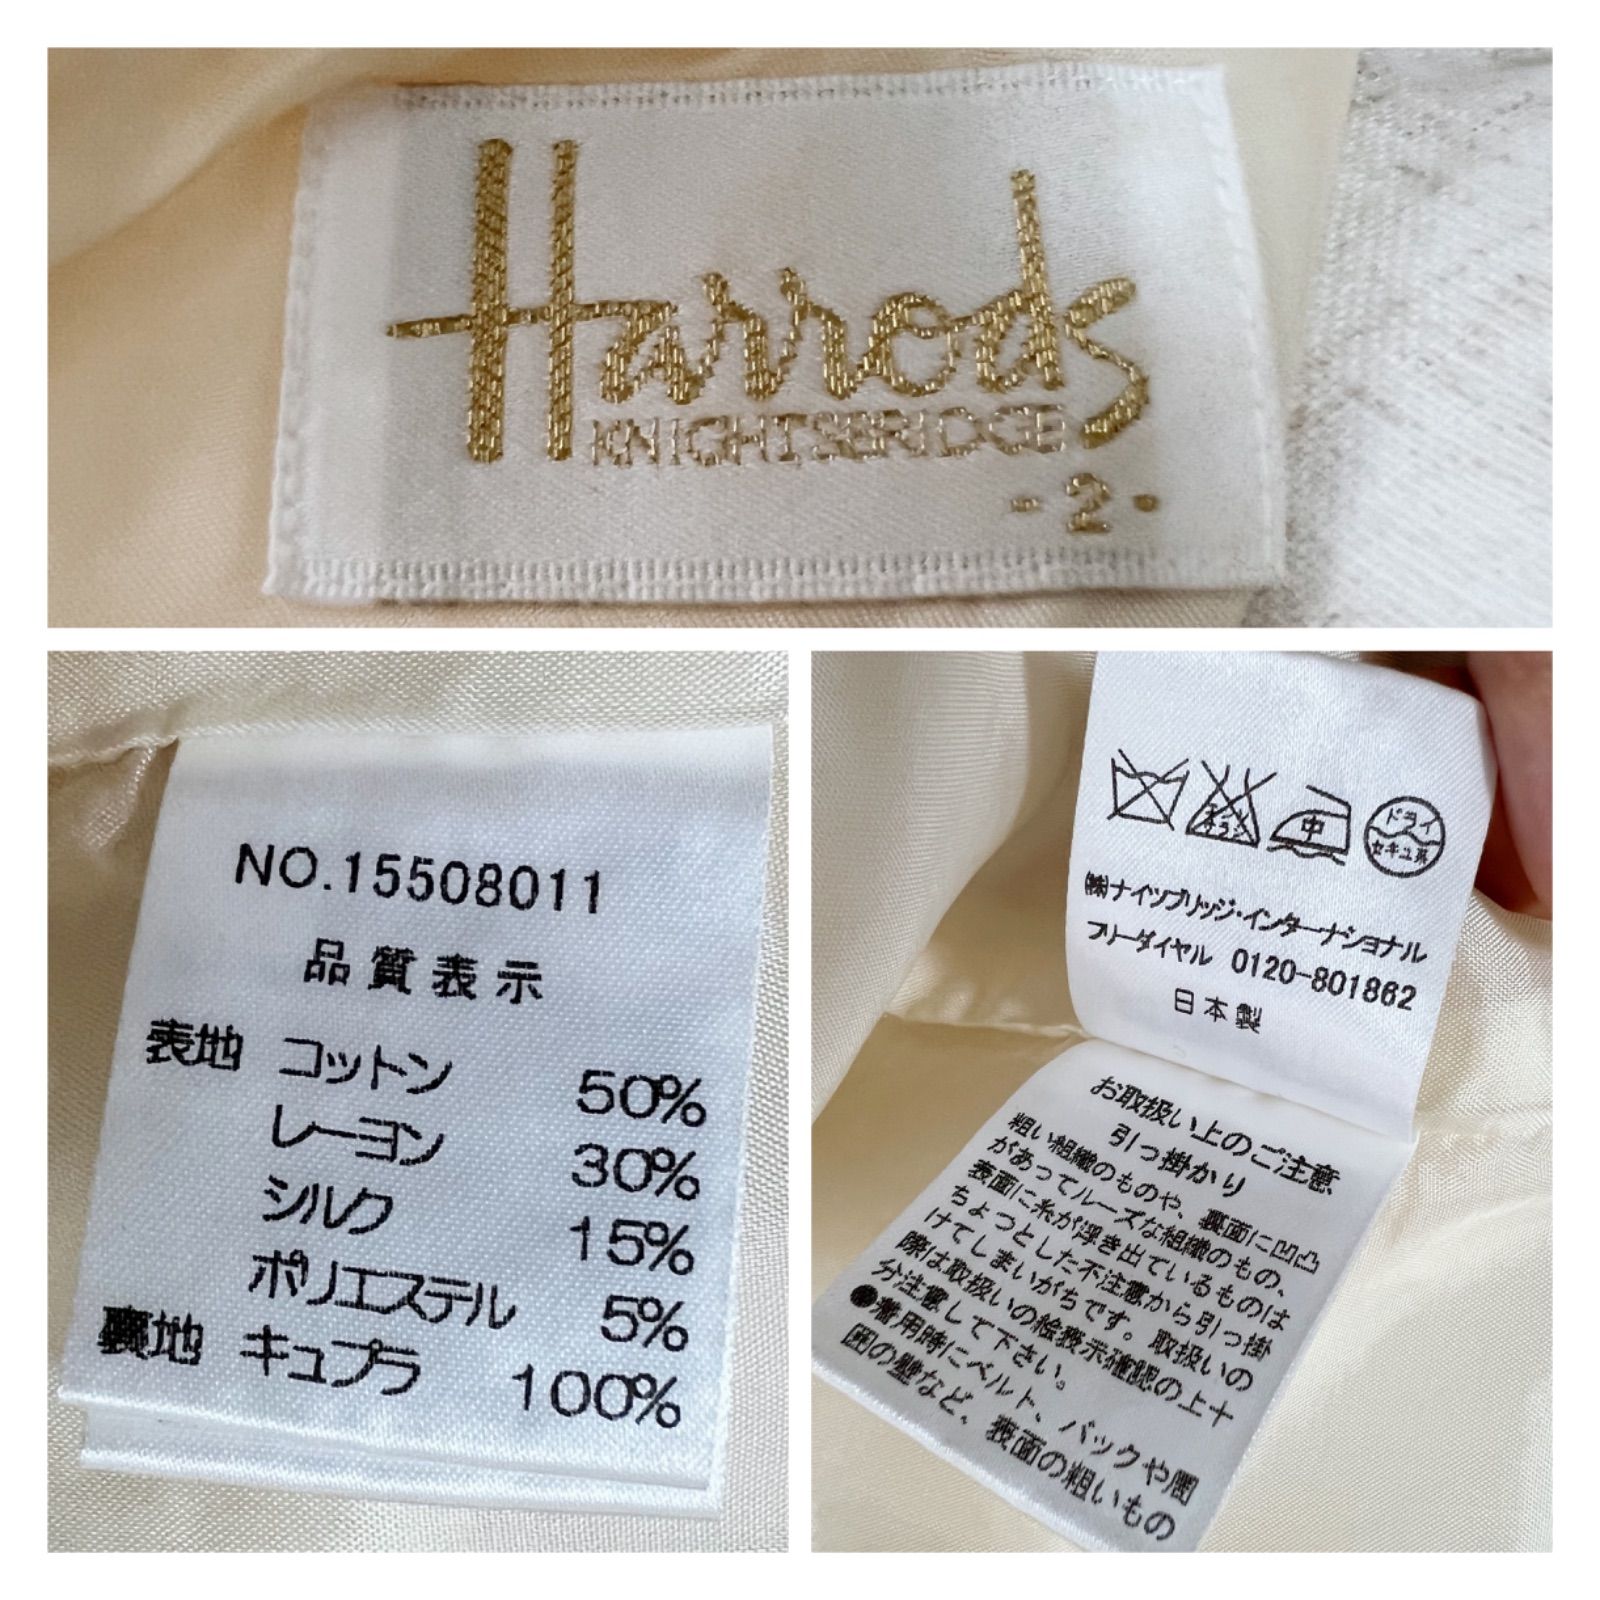 Harrods
KNIGHTSBRIDGE
-2-
NO.15508011
品質表示
表地 コットン 50%
レーヨン 30%
シルク 15%
ポリエステル 5%
裏地 キュプラ 100%
エンソサラシ 中 ドライ
セキユ系
㈱ナイツブリッジ・インターナショナル
フリーダイヤル 0120-801862
日本製
お取扱い上のご注意
引っ掛かり
粗い組織のものや、裏面に凹凸
があってルーズな組織のもの、
表面に糸が浮き出ているものは
ちょっとした不注意から引っ掛
けてしまいがちです。取扱いの
際は取扱いの絵表示確認の上十
分注意して下さい。
●着用時にベルト、バックや周
囲の壁など、表面の粗いもの